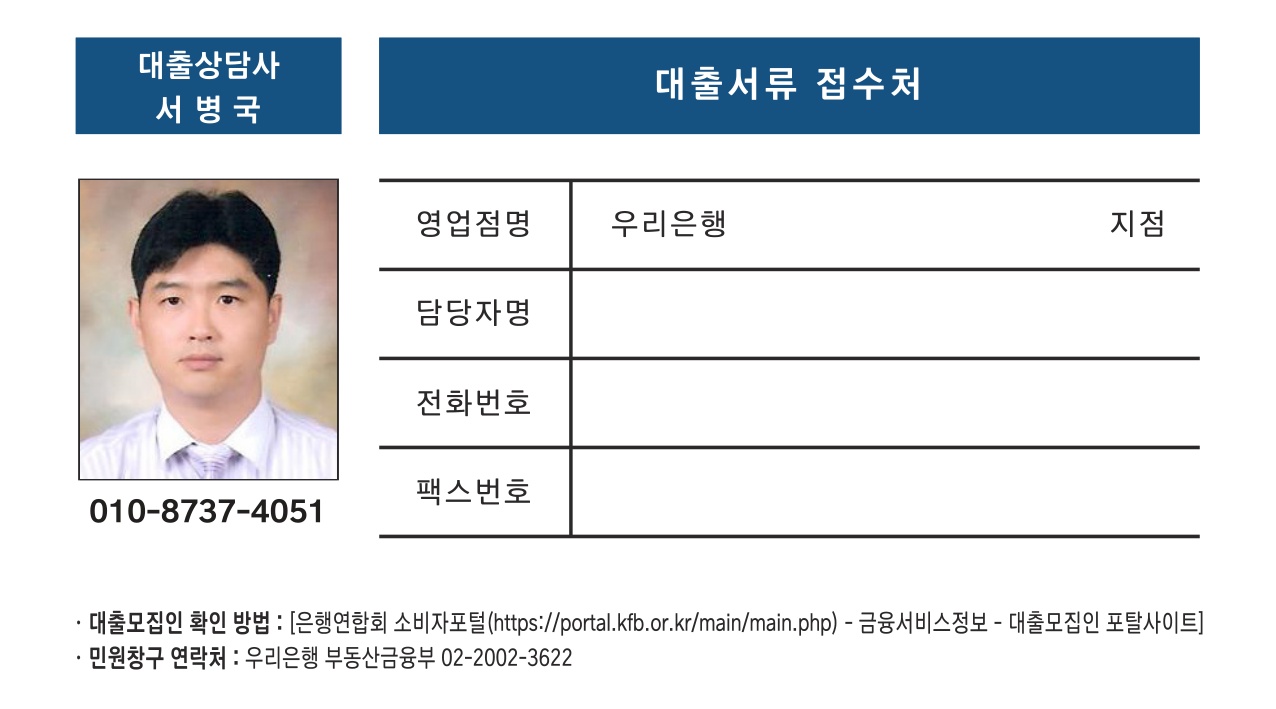 대출상담사
서 병 국
대출서류 접수처
영업점명 우리은행 지점
담당자명
전화번호
팩스번호
010-8737-4051
· 대출모집인 확인 방법 : [은행연합회 소비자포털(https://portal.kfb.or.kr/main/main.php) - 금융서비스정보 - 대출모집인 포탈사이트]
· 민원창구 연락처 : 우리은행 부동산금융부 02-2002-3622